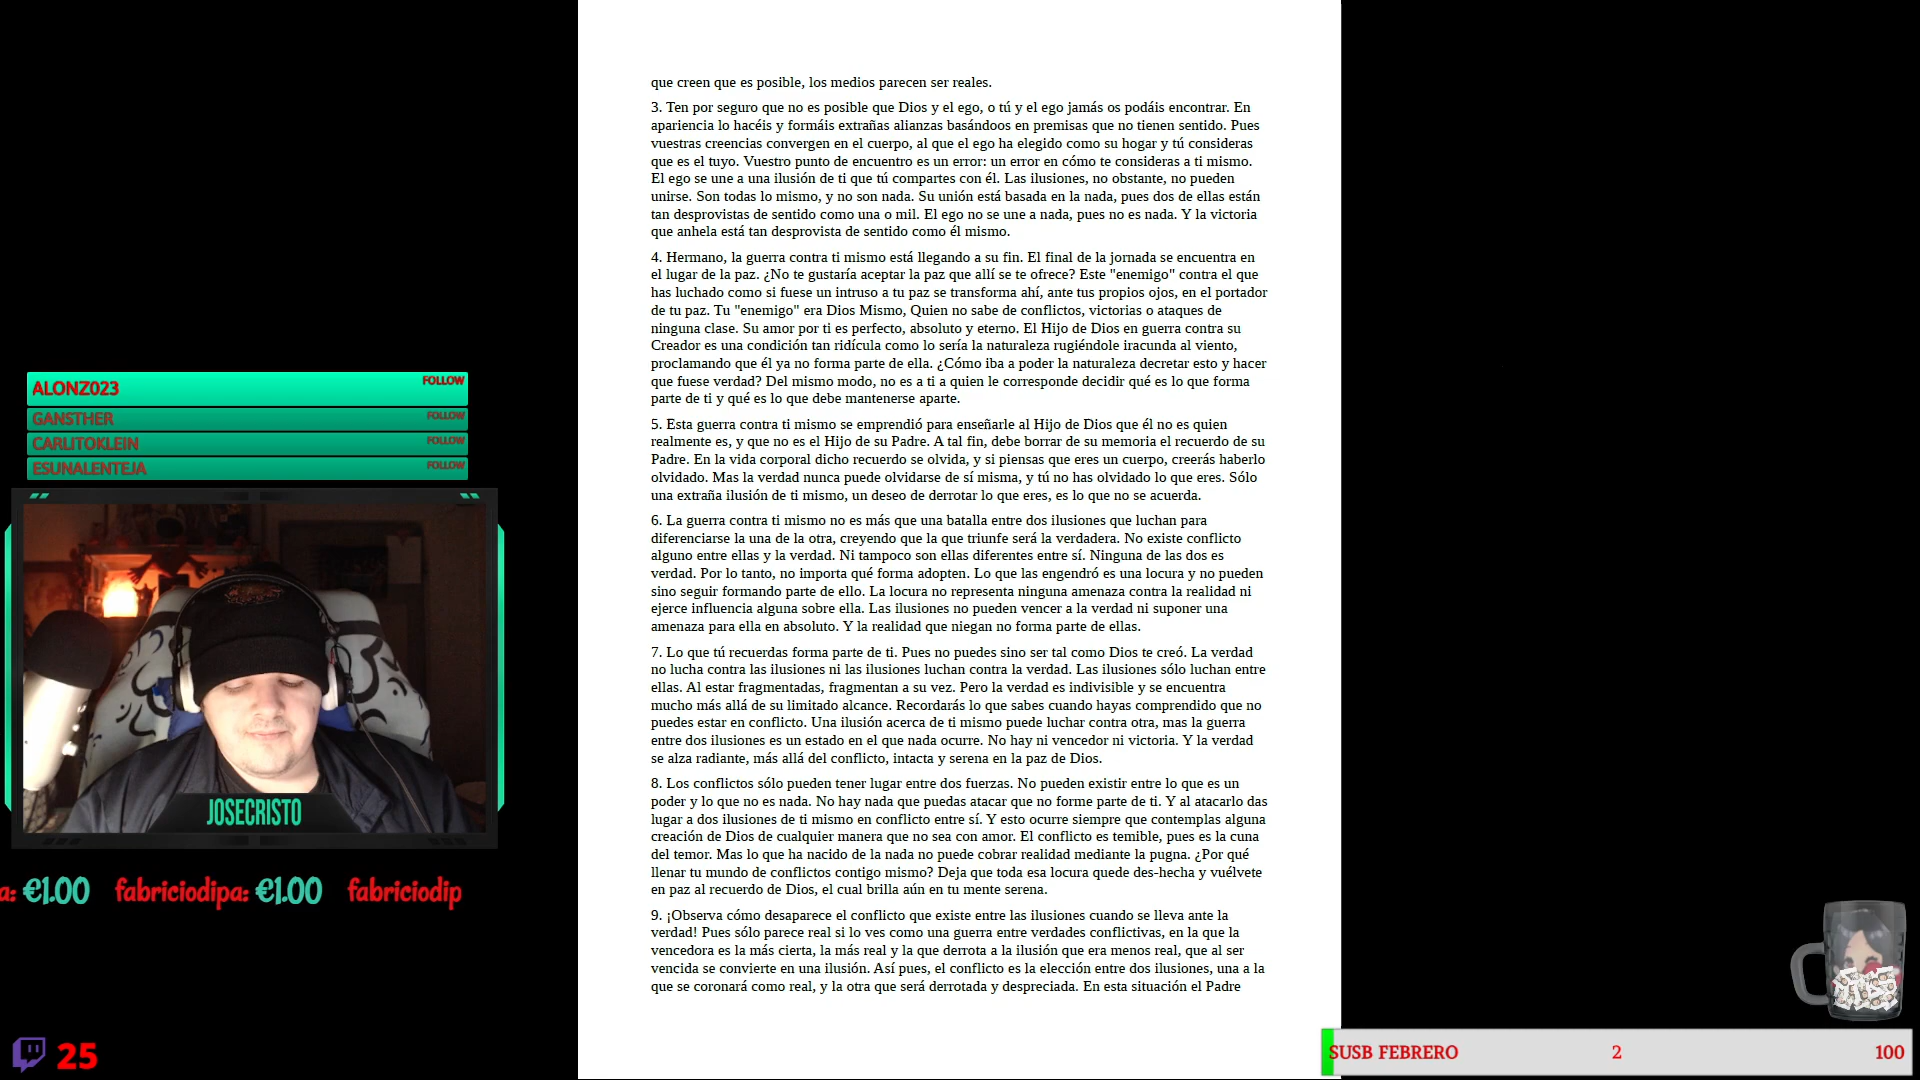 que creen que es posible, los medios parecen ser reales.
3. Ten por seguro que no es posible que Dios y el ego, o tú y el ego jamás os podáis encontrar. En
apariencia lo hacéis y formáis extrañas alianzas basándoos en premisas que no tienen sentido. Pues
vuestras creencias convergen en el cuerpo, al que el ego ha elegido como su hogar y tú consideras
que es el tuyo. Vuestro punto de encuentro es un error: un error en cómo te consideras a ti mismo.
El ego se une a una ilusión de ti que tú compartes con él. Las ilusiones, no obstante, no pueden
unirse. Son todas lo mismo, y no son nada. Su unión está basada en la nada, pues dos de ellas están
tan desprovistas de sentido como una o mil. El ego no se une a nada, pues no es nada. Y la victoria
que anhela está tan desprovista de sentido como él mismo.
4. Hermano, la guerra contra ti mismo está llegando a su fin. El final de la jornada se encuentra en
el lugar de la paz. ¿No te gustaría aceptar la paz que allí se te ofrece? Este "enemigo" contra el que
has luchado como si fuese un intruso a tu paz se transforma ahí, ante tus propios ojos, en el portador
de tu paz. Tu "enemigo" era Dios Mismo, Quien no sabe de conflictos, victorias o ataques de
ninguna clase. Su amor por ti es perfecto, absoluto y eterno. El Hijo de Dios en guerra contra su
Creador es una condición tan ridícula como lo sería la naturaleza rugiéndole iracunda al viento,
proclamando que él ya no forma parte de ella. ¿Cómo iba a poder la naturaleza decretar esto y hacer
que fuese verdad? Del mismo modo, no es a ti a quien le corresponde decidir qué es lo que forma
parte de ti y qué es lo que debe mantenerse aparte.
5. Esta guerra contra ti mismo se emprendió para enseñarle al Hijo de Dios que él no es quien
realmente es, y que no es el Hijo de su Padre. A tal fin, debe borrar de su memoria el recuerdo de su
Padre. En la vida corporal dicho recuerdo se olvida, y si piensas que eres un cuerpo, creerás haberlo
olvidado. Mas la verdad nunca puede olvidarse de sí misma, y tú no has olvidado lo que eres. Sólo
una extraña ilusión de ti mismo, un deseo de derrotar lo que eres, es lo que no se acuerda.
6. La guerra contra ti mismo no es más que una batalla entre dos ilusiones que luchan para
diferenciarse la una de la otra, creyendo que la que triunfe será la verdadera. No existe conflicto
alguno entre ellas y la verdad. Ni tampoco son ellas diferentes entre sí. Ninguna de las dos es
verdad. Por lo tanto, no importa qué forma adopten. Lo que las engendró es una locura y no pueden
sino seguir formando parte de ello. La locura no representa ninguna amenaza contra la realidad ni
ejerce influencia alguna sobre ella. Las ilusiones no pueden vencer a la verdad ni suponer una
amenaza para ella en absoluto. Y la realidad que niegan no forma parte de ellas.
7. Lo que tú recuerdas forma parte de ti. Pues no puedes sino ser tal como Dios te creó. La verdad
no lucha contra las ilusiones ni las ilusiones luchan contra la verdad. Las ilusiones sólo luchan entre
ellas. Al estar fragmentadas, fragmentan a su vez. Pero la verdad es indivisible y se encuentra
mucho más allá de su limitado alcance. Recordarás lo que sabes cuando hayas comprendido que no
puedes estar en conflicto. Una ilusión acerca de ti mismo puede luchar contra otra, mas la guerra
entre dos ilusiones es un estado en el que nada ocurre. No hay ni vencedor ni victoria. Y la verdad
se alza radiante, más allá del conflicto, intacta y serena en la paz de Dios.
8. Los conflictos sólo pueden tener lugar entre dos fuerzas. No pueden existir entre lo que es un
poder y lo que no es nada. No hay nada que puedas atacar que no forme parte de ti. Y al atacarlo das
lugar a dos ilusiones de ti mismo en conflicto entre sí. Y esto ocurre siempre que contemplas alguna
creación de Dios de cualquier manera que no sea con amor. El conflicto es temible, pues es la cuna
del temor. Mas lo que ha nacido de la nada no puede cobrar realidad mediante la pugna. ¿Por qué
llenar tu mundo de conflictos contigo mismo? Deja que toda esa locura quede des-hecha y vuélvete
en paz al recuerdo de Dios, el cual brilla aún en tu mente serena.
9. ¡Observa cómo desaparece el conflicto que existe entre las ilusiones cuando se lleva ante la
verdad! Pues sólo parece real si lo ves como una guerra entre verdades conflictivas, en la que la
vencedora es la más cierta, la más real y la que derrota a la ilusión que era menos real, que al ser
vencida se convierte en una ilusión. Así pues, el conflicto es la elección entre dos ilusiones, una a la
que se coronará como real, y la otra que será derrotada y despreciada. En esta situación el Padre
ALONZ023 FOLLOW
GANSTHER FOLLOW
CARLITOKLEIN FOLLOW
ESUNALENTEJA FOLLOW
JOSECRISTO
a: €1.00 fabriciodipa: €1.00 fabriciodip
25
SUSB FEBRERO 2 100